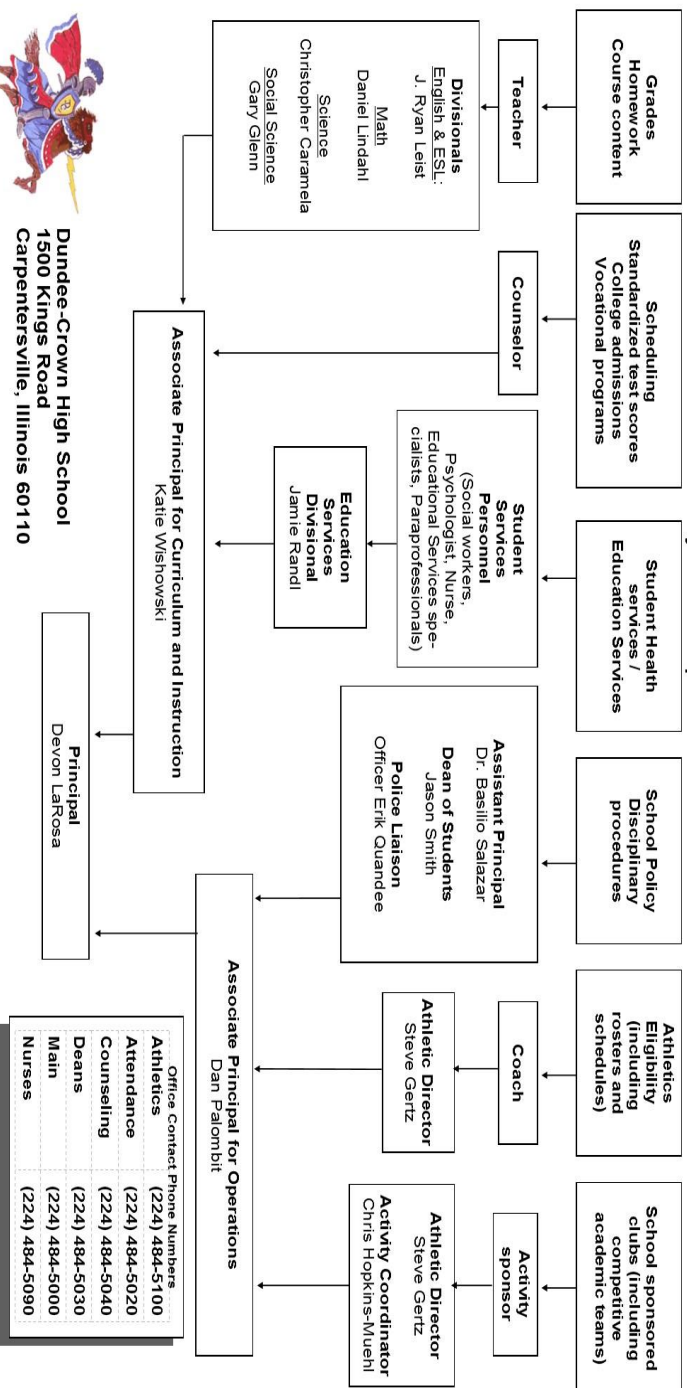 Grades
Homework
Course content
Scheduling
Standardized test scores
College admissions
Vocational programs
Student Health
services /
Education Services
School Policy
Disciplinary
procedures
Athletics
Eligibility
(including
rosters and
schedules)
School sponsored
clubs (including
competitive
academic teams)
Teacher
Counselor
Student
Services
Personnel
(Social workers,
Psychologist, Nurse,
Educational Services spe-
cialists, Paraprofessionals)
Assistant Principal
Dr. Basilio Salazar
Dean of Students
Jason Smith
Police Liaison
Officer Erik Quandee
Coach
Activity
sponsor
Divisionals
English & ESL:
J. Ryan Leist
Math
Daniel Lindahl
Science
Christopher Caramela
Social Science
Gary Glenn
Education
Services
Divisional
Jamie Randl
Athletic Director
Steve Gertz
Athletic Director
Steve Gertz
Activity Coordinator
Chris Hopkins-Muehl
Associate Principal for Curriculum and Instruction
Katie Wishowski
Associate Principal for Operations
Dan Palombit
Principal
Devon LaRosa
Dundee-Crown High School
1500 Kings Road
Carpentersville, Illinois 60110
Office Contact Phone Numbers
Athletics (224) 484-5100
Attendance (224) 484-5020
Counseling (224) 484-5040
Deans (224) 484-5030
Main (224) 484-5000
Nurses (224) 484-5090